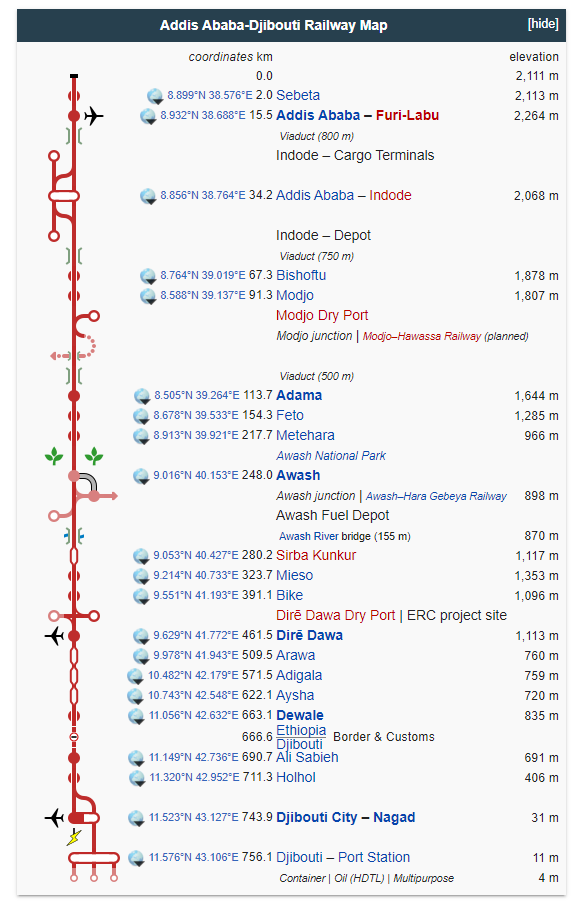 Addis Ababa-Djibouti Railway Map [hide]
coordinates km elevation
0.0 2,111 m
8.899°N 38.576°E 2.0 Sebeta 2,113 m
8.932°N 38.688°E 15.5 Addis Ababa – Furi-Labu 2,264 m
Viaduct (800 m)
Indode – Cargo Terminals
8.856°N 38.764°E 34.2 Addis Ababa – Indode 2,068 m
Indode – Depot
Viaduct (750 m)
8.764°N 39.019°E 67.3 Bishoftu 1,878 m
8.588°N 39.137°E 91.3 Modjo 1,807 m
Modjo Dry Port
Modjo junction | Modjo–Hawassa Railway (planned)
Viaduct (500 m)
8.505°N 39.264°E 113.7 Adama 1,644 m
8.678°N 39.533°E 154.3 Feto 1,285 m
8.913°N 39.921°E 217.7 Metehara 966 m
Awash National Park
9.016°N 40.153°E 248.0 Awash
Awash junction | Awash–Hara Gebeya Railway 898 m
Awash Fuel Depot
Awash River bridge (155 m) 870 m
9.053°N 40.427°E 280.2 Sirba Kunkur 1,117 m
9.214°N 40.733°E 323.7 Mieso 1,353 m
9.551°N 41.193°E 391.1 Bike 1,096 m
Dirē Dawa Dry Port | ERC project site
9.629°N 41.772°E 461.5 Dirē Dawa 1,113 m
9.978°N 41.943°E 509.5 Arawa 760 m
10.482°N 42.179°E 571.5 Adigala 759 m
10.743°N 42.548°E 622.1 Aysha 720 m
11.056°N 42.632°E 663.1 Dewale 835 m
666.6 Ethiopia Border & Customs
Djibouti
11.149°N 42.736°E 690.7 Ali Sabieh 691 m
11.320°N 42.952°E 711.3 Holhol 406 m
11.523°N 43.127°E 743.9 Djibouti City – Nagad 31 m
11.576°N 43.106°E 756.1 Djibouti – Port Station 11 m
Container | Oil (HDTL) | Multipurpose 4 m